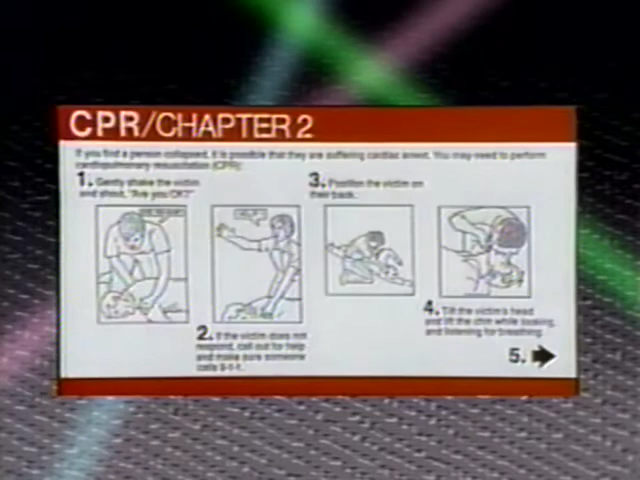 CPR/CHAPTER 2
If you find a person collapsed, it is possible that they are suffering cardiac arrest. You may need to perform
cardiopulmonary resuscitation (CPR):
1. Gently shake the victim
and shout, "Are you OK?"
3. Position the victim on
their back.
HELP!
2. If the victim does not
respond, call out for help
and make sure someone
calls 9-1-1.
4. Tilt the victim's head
and lift the chin while looking,
and listening for breathing.
5.